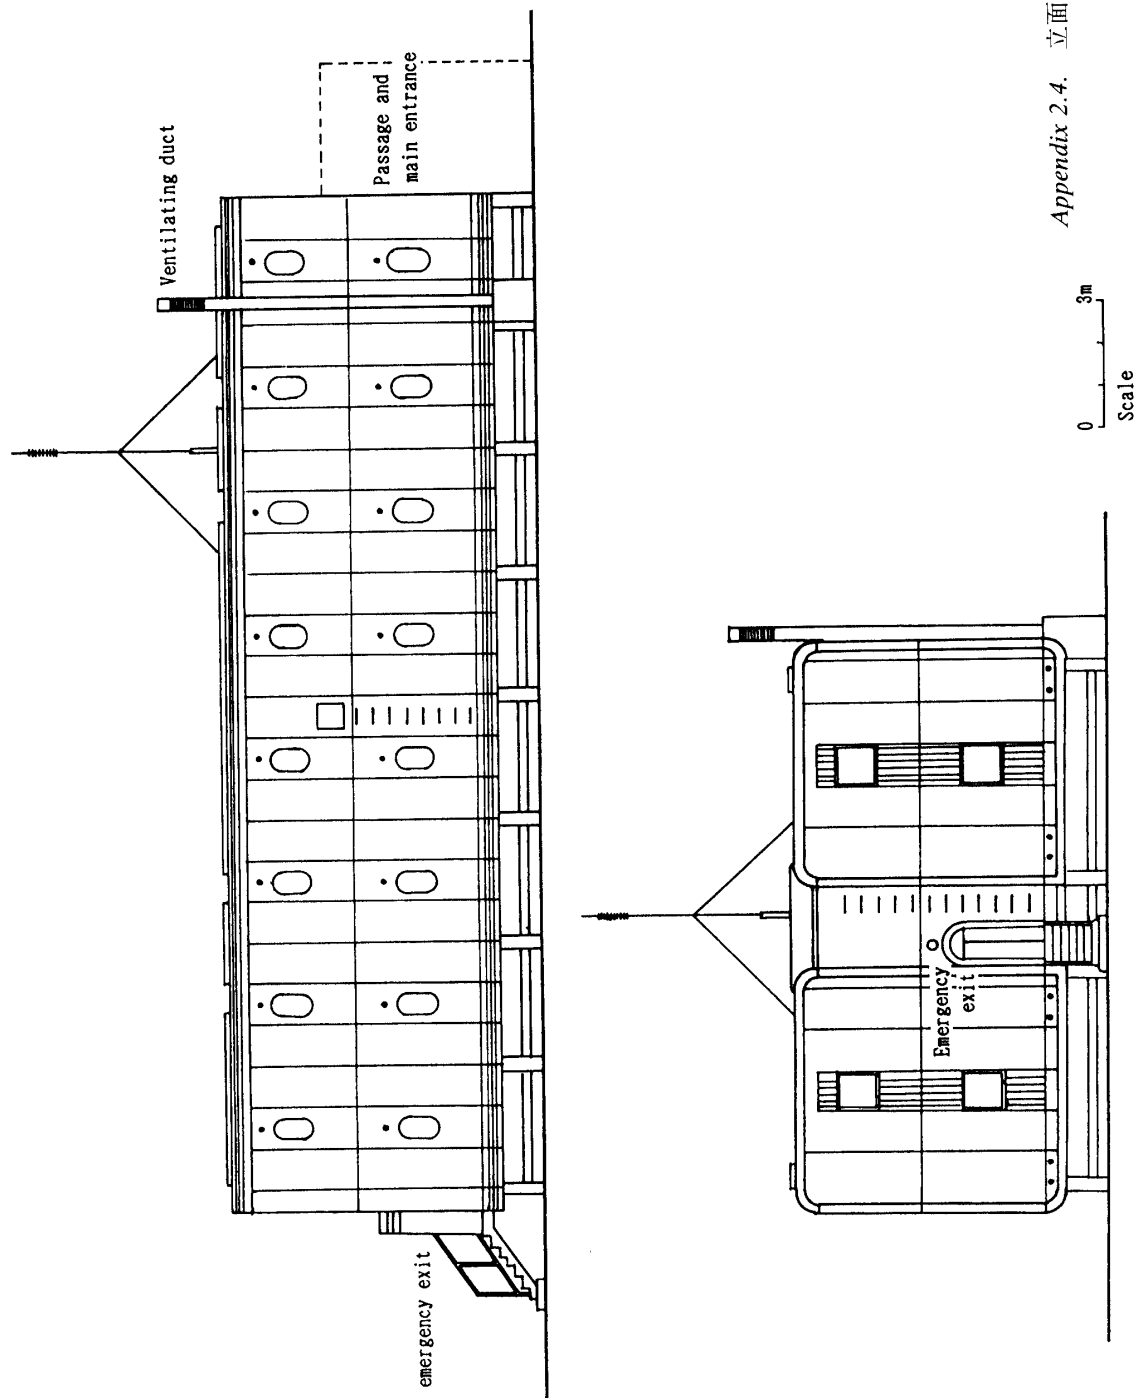 Ventilating duct
Passage and
main entrance
emergency exit
Emergency
exit
0 3m
Scale
Appendix 2.4. 立面